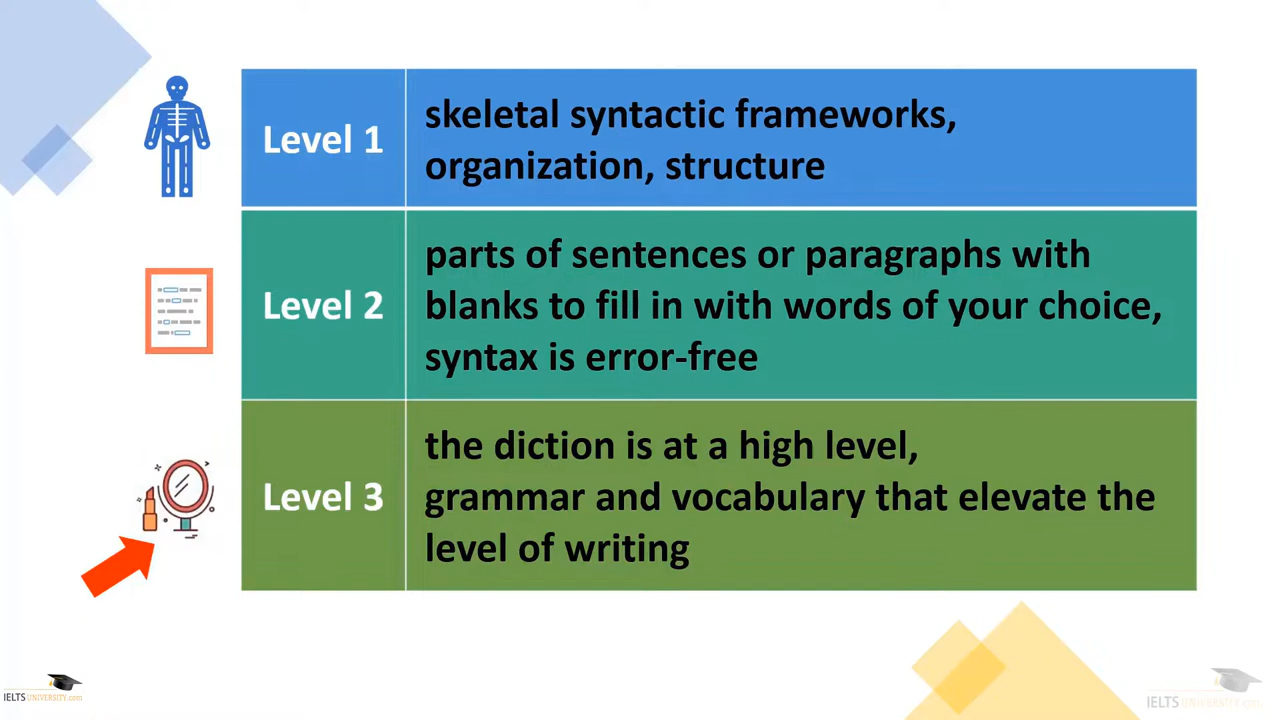 Level 1
skeletal syntactic frameworks,
organization, structure
Level 2
parts of sentences or paragraphs with
blanks to fill in with words of your choice,
syntax is error-free
Level 3
the diction is at a high level,
grammar and vocabulary that elevate the
level of writing
IELTS UNIVERSITY.com
IELTS UNIVERSITY.com